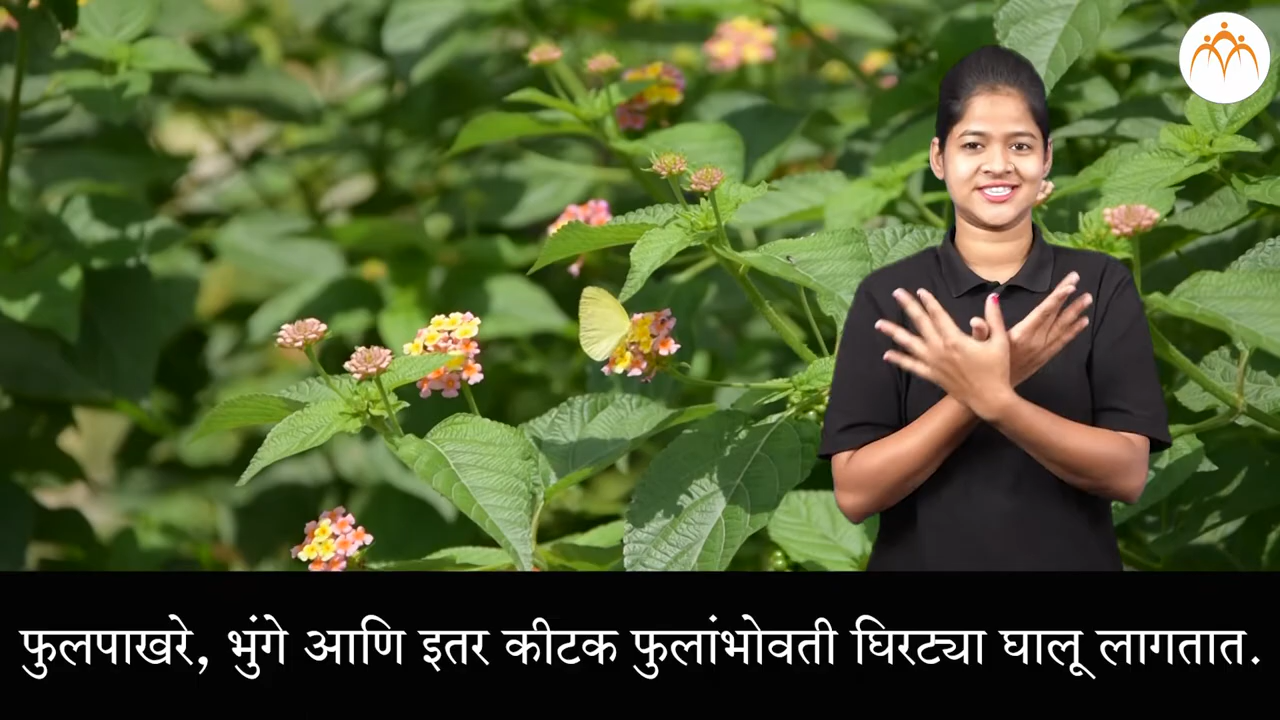 फुलपाखरे, भुंगे आणि इतर कीटक फुलांभोवती घिरट्या घालू लागतात.